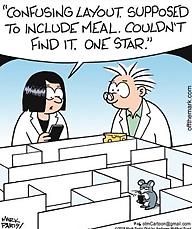 "CONFUSING LAYOUT. SUPPOSED
TO INCLUDE MEAL. COULDN'T
FIND IT. ONE STAR."
offthemark.com
MARK
PARISI